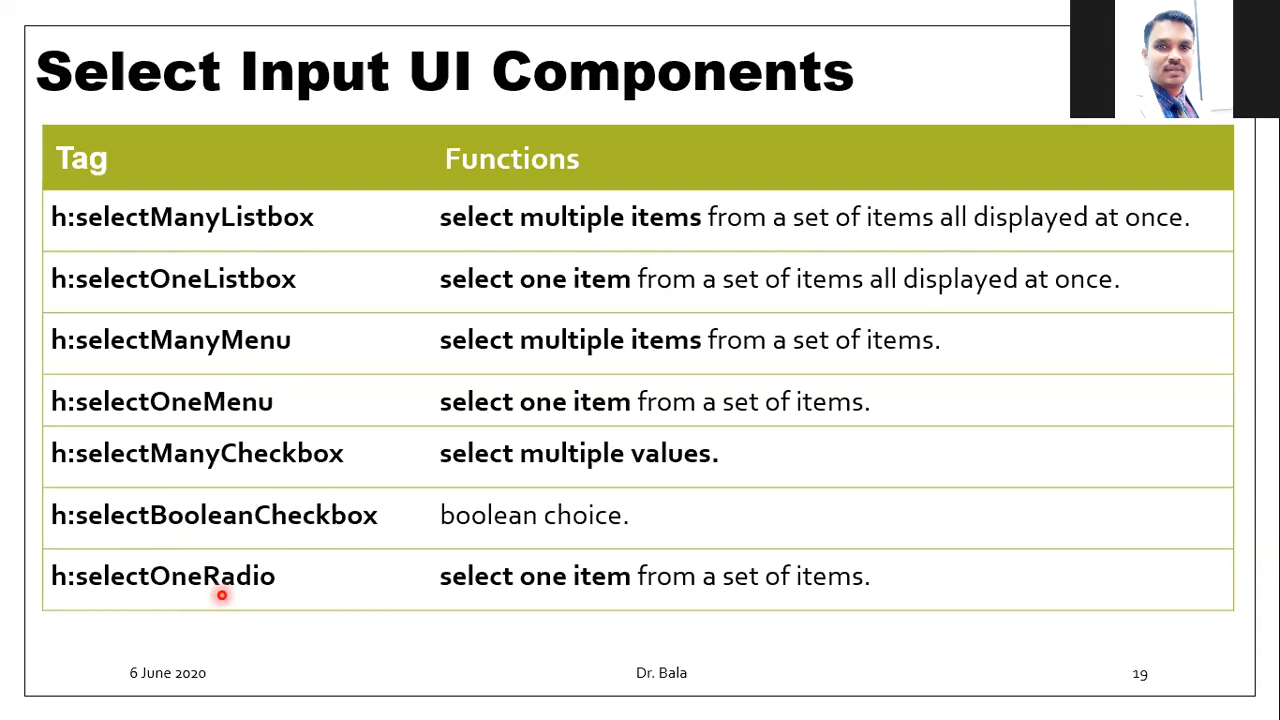 Select Input UI Components
Tag Functions
h:selectManyListbox select multiple items from a set of items all displayed at once.
h:selectOneListbox select one item from a set of items all displayed at once.
h:selectManyMenu select multiple items from a set of items.
h:selectOneMenu select one item from a set of items.
h:selectManyCheckbox select multiple values.
h:selectBooleanCheckbox boolean choice.
h:selectOneRadio select one item from a set of items.
6 June 2020 Dr. Bala 19